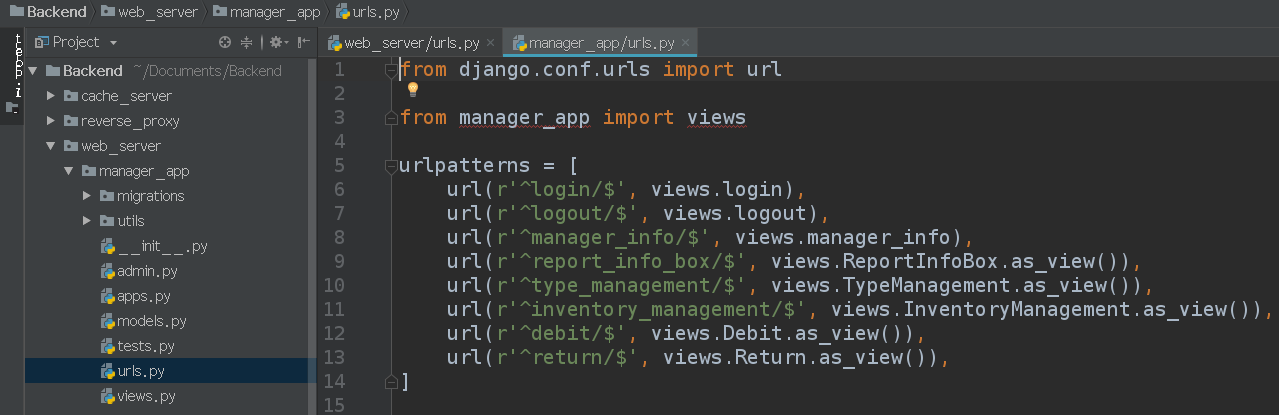 Backend web_server manager_app urls.py
Project
web_server/urls.py manager_app/urls.py
Backend ~/Documents/Backend
cache_server
reverse_proxy
web_server
manager_app
migrations
utils
__init__.py
admin.py
apps.py
models.py
tests.py
urls.py
views.py
1 from django.conf.urls import url
2
3 from manager_app import views
4
5 urlpatterns = [
6 url(r'^login/$', views.login),
7 url(r'^logout/$', views.logout),
8 url(r'^manager_info/$', views.manager_info),
9 url(r'^report_info_box/$', views.ReportInfoBox.as_view()),
10 url(r'^type_management/$', views.TypeManagement.as_view()),
11 url(r'^inventory_management/$', views.InventoryManagement.as_view()),
12 url(r'^debit/$', views.Debit.as_view()),
13 url(r'^return/$', views.Return.as_view()),
14 ]
15